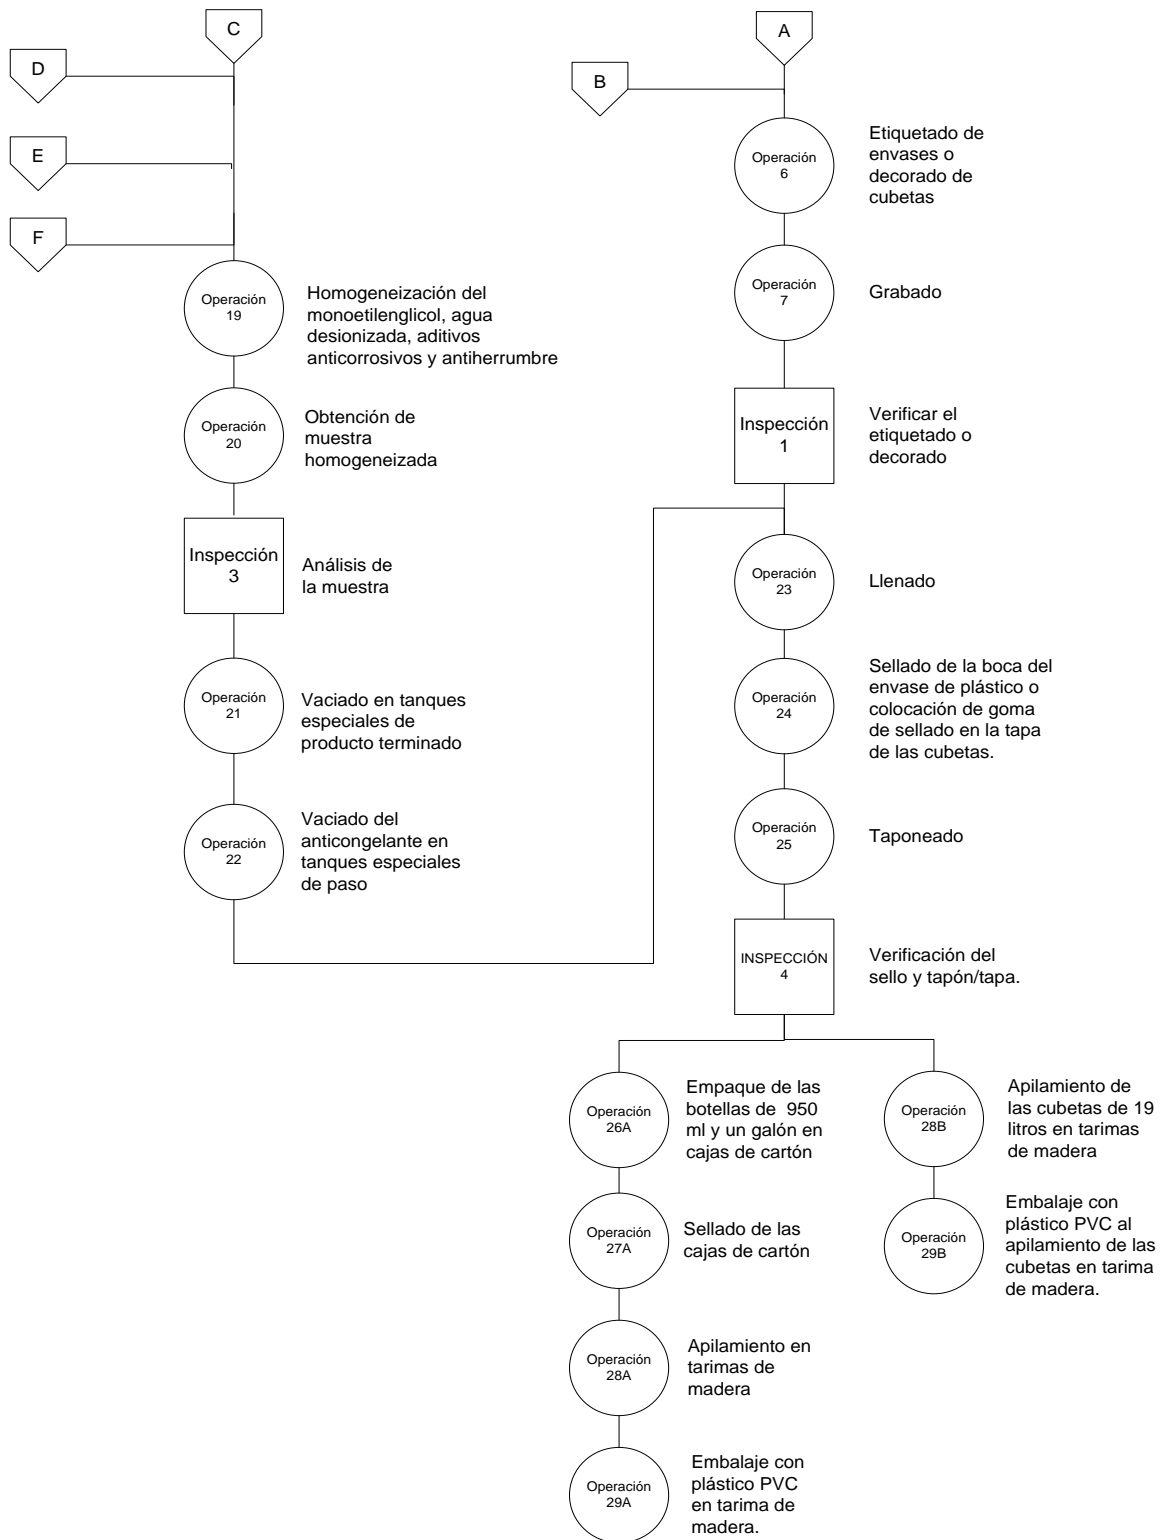 C
D
E
F
Operación
19
Homogeneización del
monoetilenglicol, agua
desionizada, aditivos
anticorrosivos y antiherrumbre
Operación
20
Obtención de
muestra
homogeneizada
Inspección
3
Análisis de
la muestra
Operación
21
Vaciado en tanques
especiales de
producto terminado
Operación
22
Vaciado del
anticongelante en
tanques especiales
de paso
A
B
Operación
6
Etiquetado de
envases o
decorado de
cubetas
Operación
7
Grabado
Inspección
1
Verificar el
etiquetado o
decorado
Operación
23
Llenado
Operación
24
Sellado de la boca del
envase de plástico o
colocación de goma
de sellado en la tapa
de las cubetas.
Operación
25
Taponeado
INSPECCIÓN
4
Verificación del
sello y tapón/tapa.
Operación
26A
Empaque de las
botellas de 950
ml y un galón en
cajas de cartón
Operación
27A
Sellado de las
cajas de cartón
Operación
28A
Apilamiento en
tarimas de
madera
Operación
29A
Embalaje con
plástico PVC
en tarima de
madera.
Operación
28B
Apilamiento de
las cubetas de 19
litros en tarimas
de madera
Operación
29B
Embalaje con
plástico PVC al
apilamiento de las
cubetas en tarima
de madera.